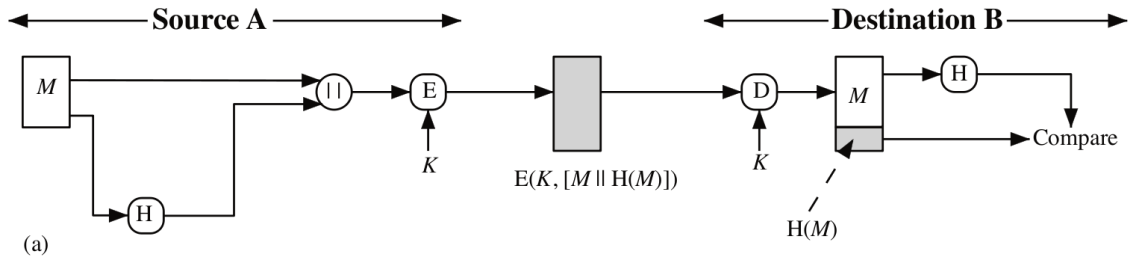 Source A
Destination B
M
||
E
D
M
H
Compare
K
K
E(K, [M || H(M)])
H
H(M)
(a)